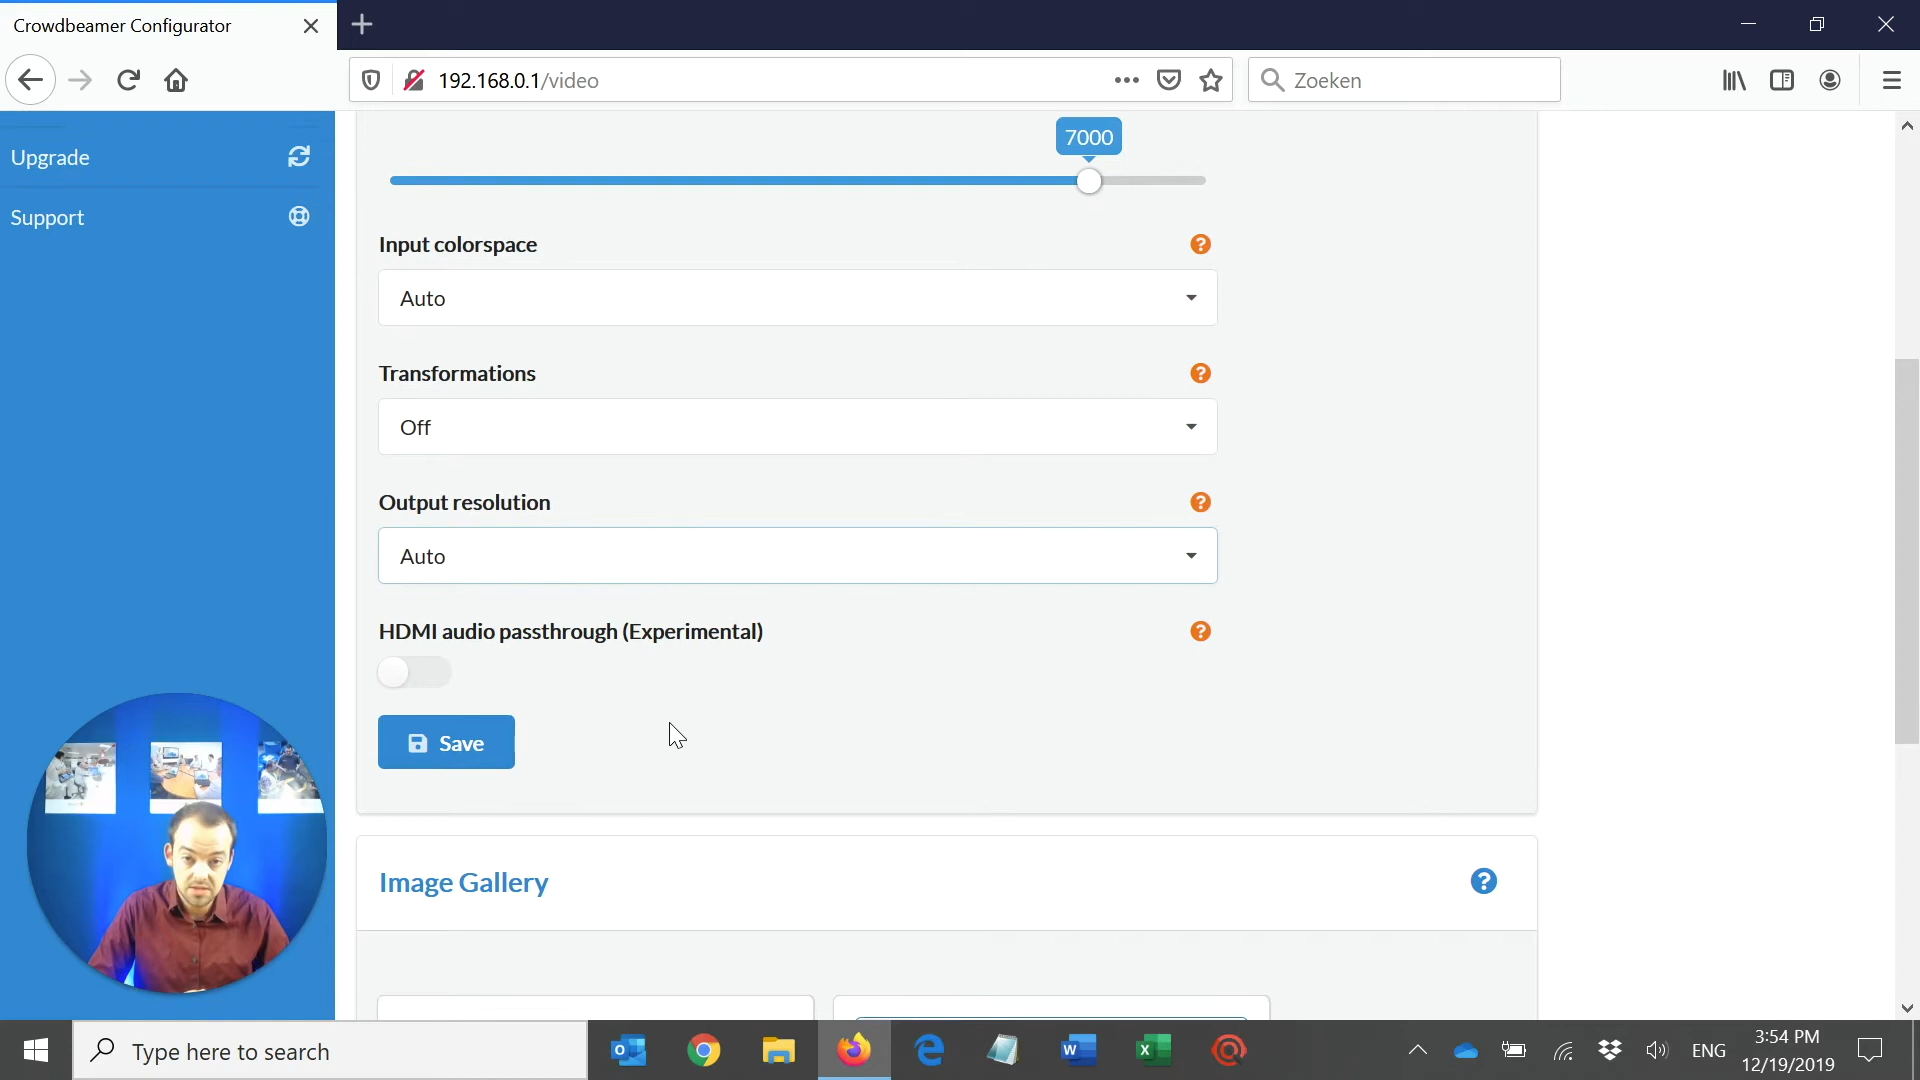 Crowdbeamer Configurator
192.168.0.1/video
Zoeken
Upgrade
Support
7000
Input colorspace
Auto
Transformations
Off
Output resolution
Auto
HDMI audio passthrough (Experimental)
Save
Image Gallery
Type here to search
ENG
3:54 PM
12/19/2019